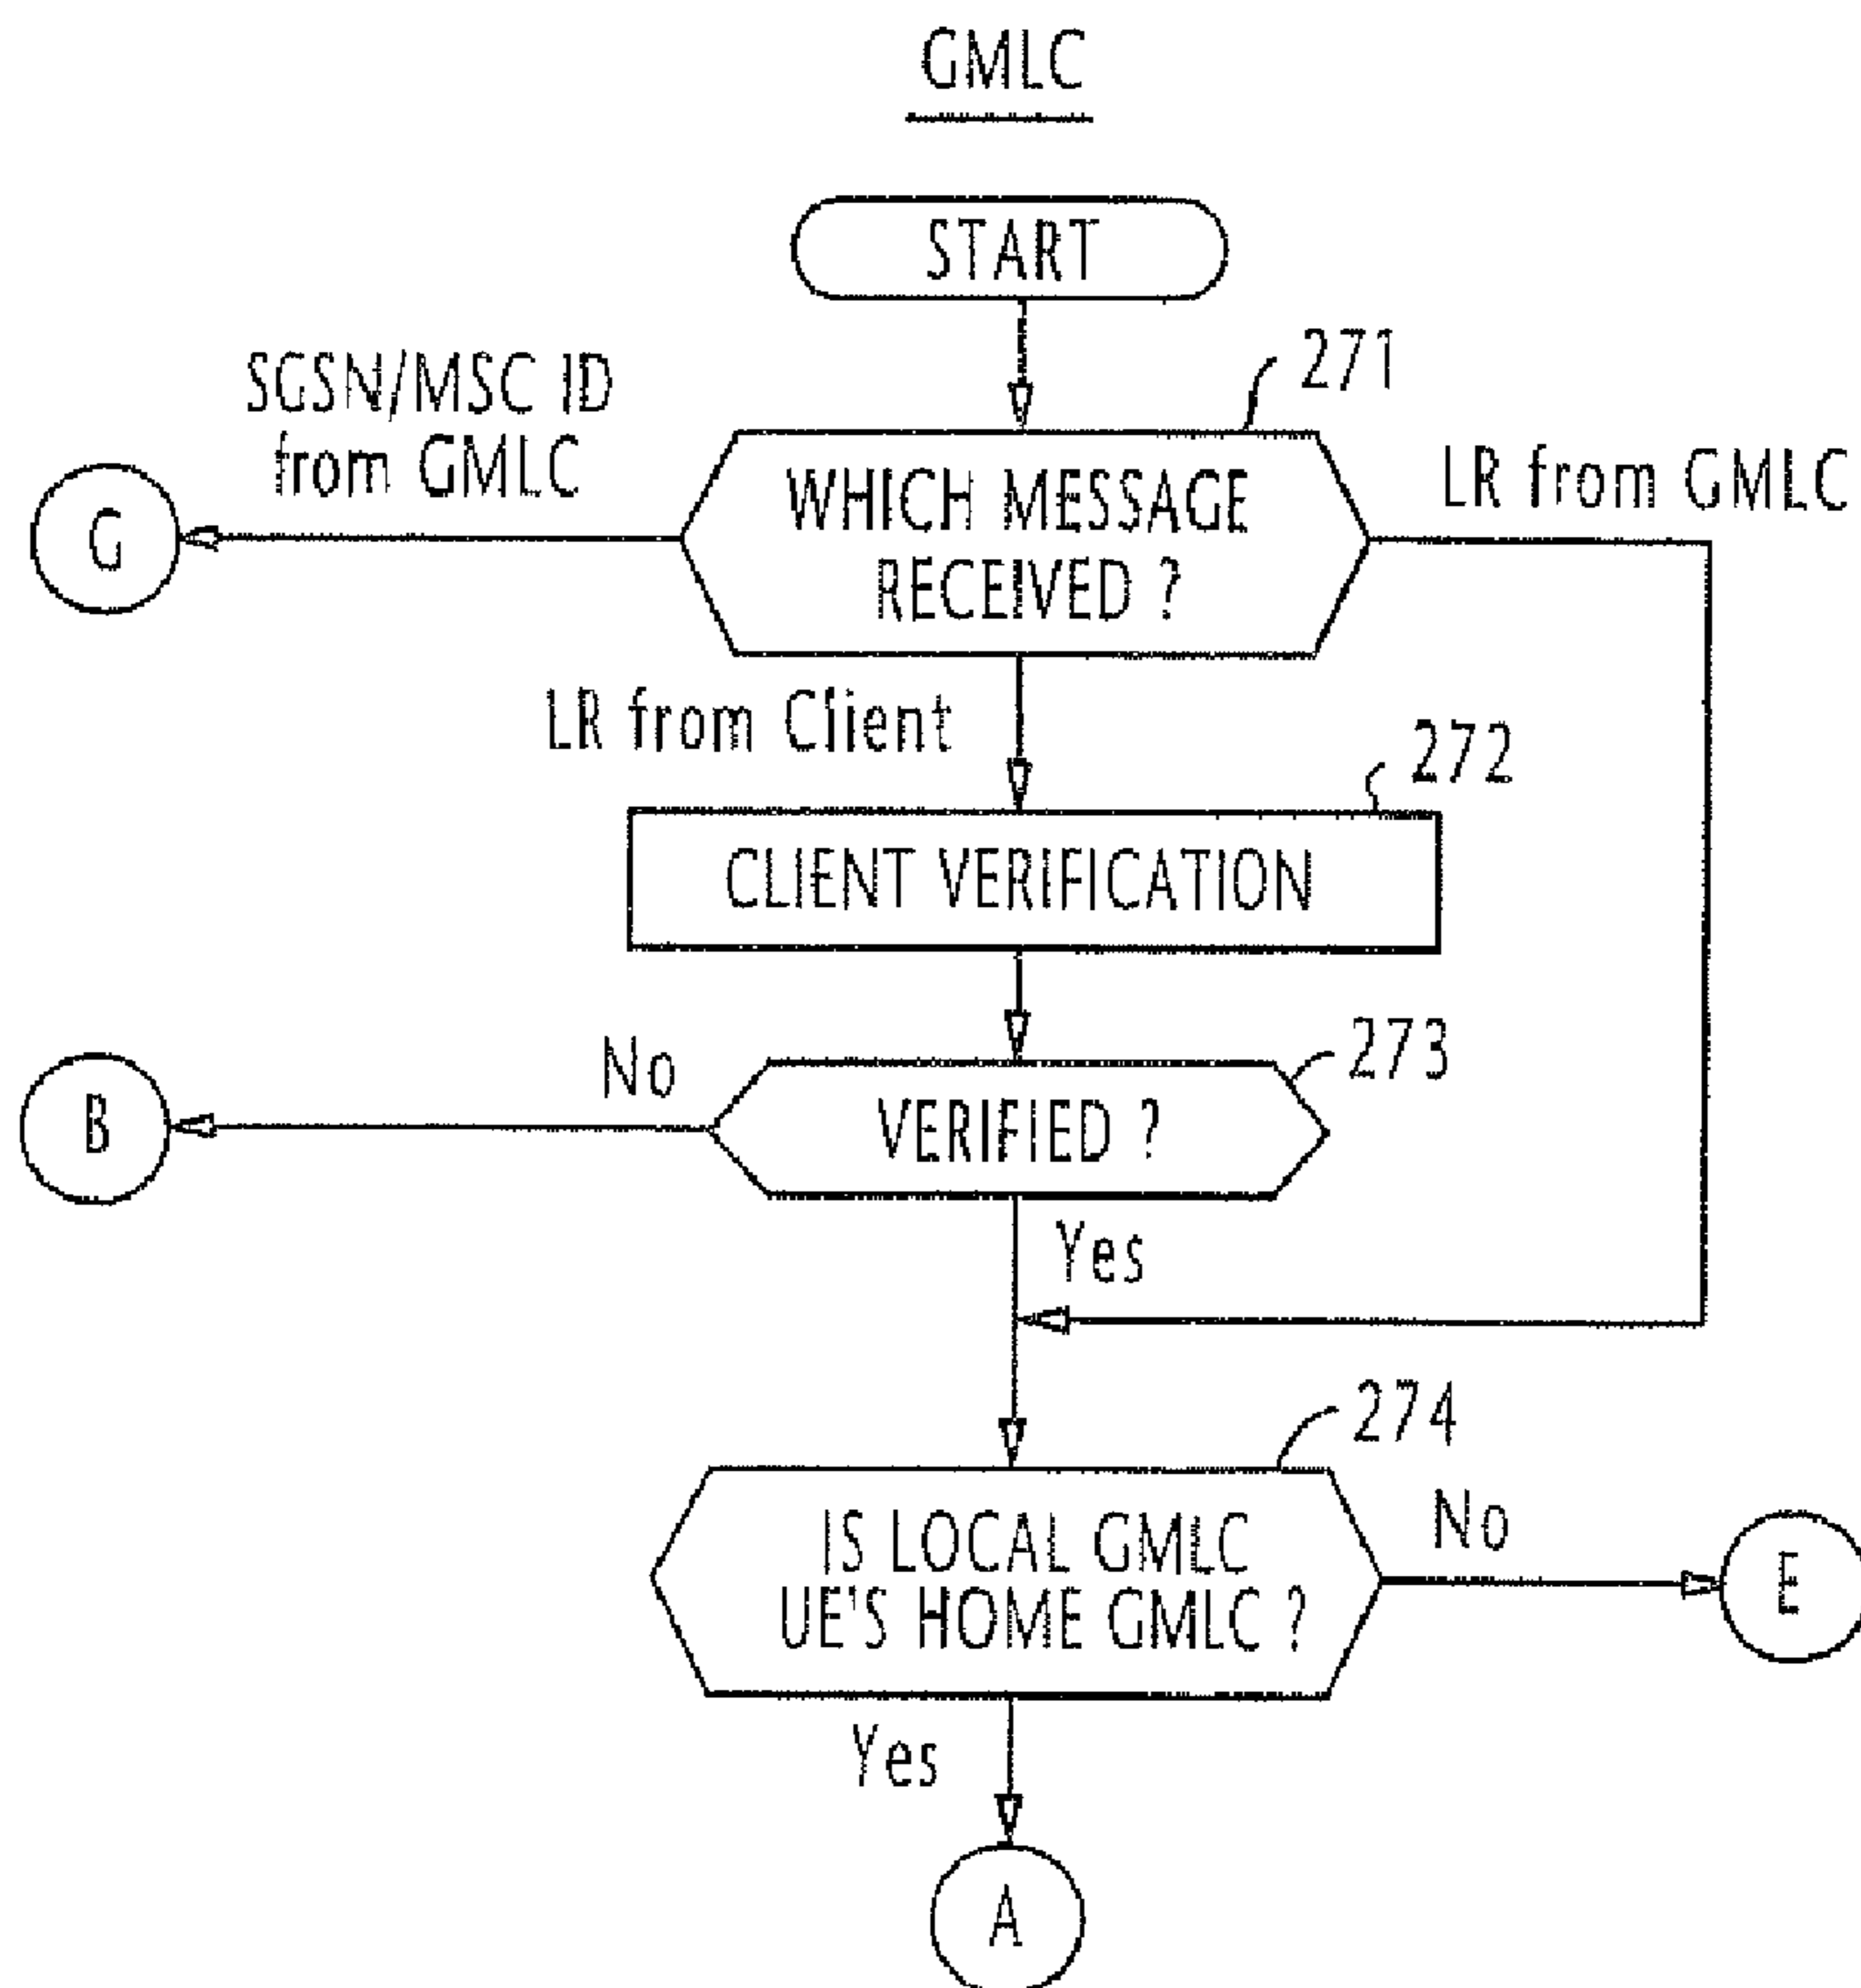 GMLC
START
271
SGSN/MSC ID
from GMLC
LR from GMLC
G
WHICH MESSAGE
RECEIVED ?
LR from Client
272
CLIENT VERIFICATION
273
No
B
VERIFIED ?
Yes
274
IS LOCAL GMLC
UE'S HOME GMLC ?
No
E
Yes
A